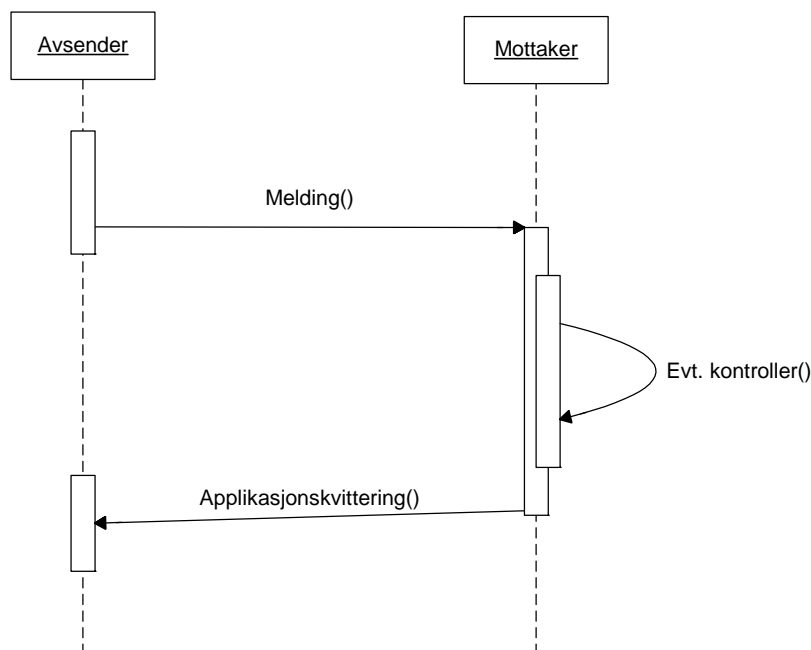 Avsender
Mottaker
Melding()
Evt. kontroller()
Applikasjonskvittering()